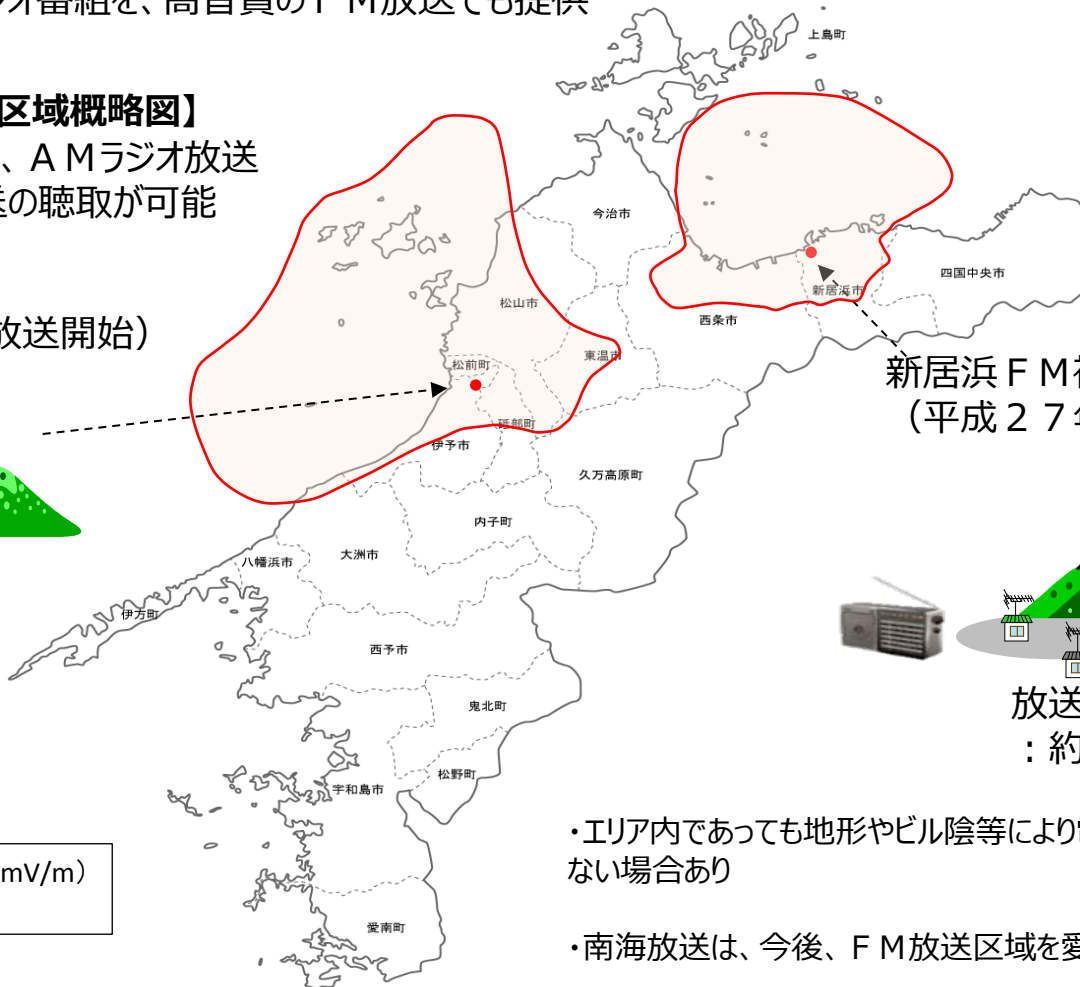 オ番組を、高音質のＦＭ放送でも提供
区域概略図】
、ＡＭラジオ放送
送の聴取が可能
放送開始）
上島町
今治市
四国中央市
新居浜市
松山市
西条市
東温市
松前町
砥部町
伊予市
新居浜ＦＭ
（平成２７年
久万高原町
内子町
大洲市
八幡浜市
伊方町
西予市
鬼北町
松野町
宇和島市
愛南町
放送
：約
mV/m）
・エリア内であっても地形やビル陰等により
ない場合あり
・南海放送は、今後、ＦＭ放送区域を愛